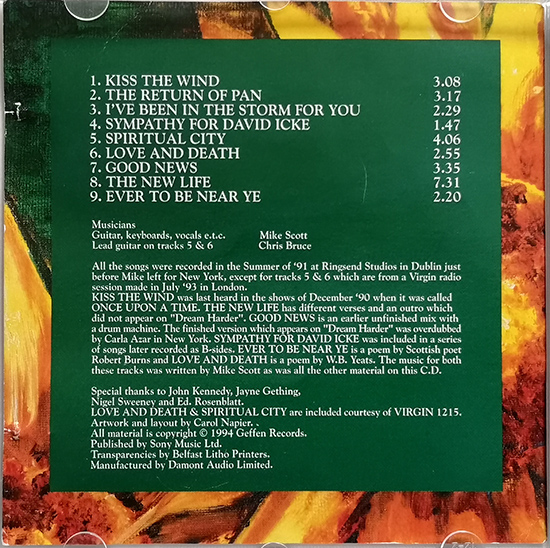 1. KISS THE WIND 3.08
2. THE RETURN OF PAN 3.17
3. I'VE BEEN IN THE STORM FOR YOU 2.29
4. SYMPATHY FOR DAVID ICKE 1.47
5. SPIRITUAL CITY 4.06
6. LOVE AND DEATH 2.55
7. GOOD NEWS 3.35
8. THE NEW LIFE 7.31
9. EVER TO BE NEAR YE 2.20
Musicians
Guitar, keyboards, vocals e.t.c. Mike Scott
Lead guitar on tracks 5 & 6 Chris Bruce
All the songs were recorded in the Summer of '91 at Ringsend Studios in Dublin just
before Mike left for New York, except for tracks 5 & 6 which are from a Virgin radio
session made in July '93 in London.
KISS THE WIND was last heard in the shows of December '90 when it was called
ONCE UPON A TIME. THE NEW LIFE has different verses and an outro which
did not appear on "Dream Harder". GOOD NEWS is an earlier unfinished mix with
a drum machine. The finished version which appears on "Dream Harder" was overdubbed
by Carla Azar in New York. SYMPATHY FOR DAVID ICKE was included in a
series of songs later recorded as B-sides. EVER TO BE NEAR YE is a poem by Scottish poet
Robert Burns and LOVE AND DEATH is a poem by W.B. Yeats. The music for both
these tracks was written by Mike Scott as was all the other material on this C.D.
Special thanks to John Kennedy, Jayne Gething,
Nigel Sweeney and Ed. Rosenblatt.
LOVE AND DEATH & SPIRITUAL CITY are included courtesy of VIRGIN 1215.
Artwork and layout by Carol Napier. .
All material is copyright © 1994 Geffen Records.
Published by Sony Music Ltd.
Transparencies by Belfast Litho Printers.
Manufactured by Damont Audio Limited.